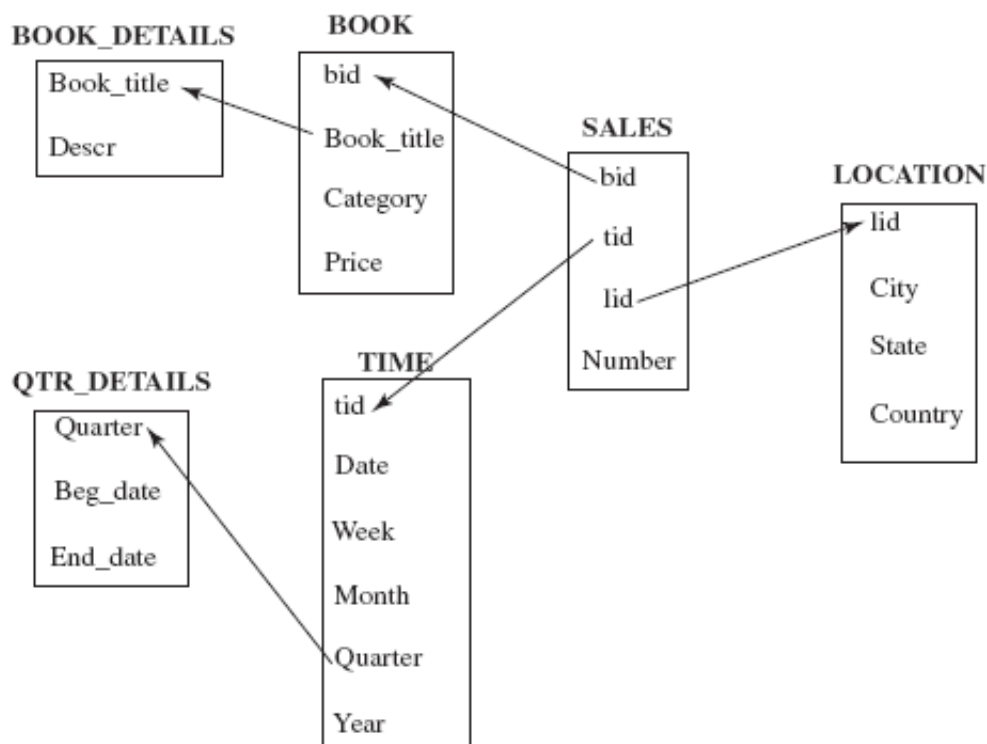 BOOK_DETAILS
Book_title
Descr
BOOK
bid
Book_title
Category
Price
SALES
bid
tid
lid
Number
LOCATION
lid
City
State
Country
QTR_DETAILS
Quarter
Beg_date
End_date
TIME
tid
Date
Week
Month
Quarter
Year